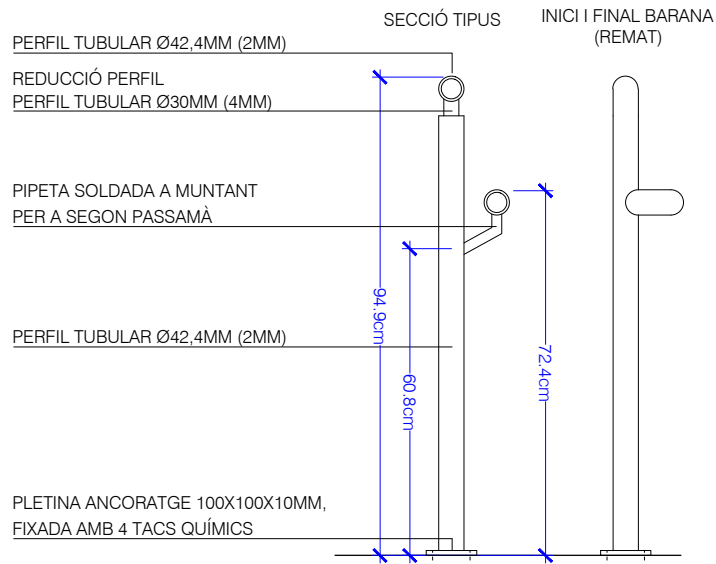 SECCIÓ TIPUS
INICI I FINAL BARANA
(REMAT)
PERFIL TUBULAR Ø42,4MM (2MM)
REDUCCIÓ PERFIL
PERFIL TUBULAR Ø30MM (4MM)
PIPETA SOLDADA A MUNTANT
PER A SEGON PASSAMÀ
PERFIL TUBULAR Ø42,4MM (2MM)
PLETINA ANCORATGE 100X100X10MM,
FIXADA AMB 4 TACS QUÍMICS
94.9cm
60.8cm
72.4cm